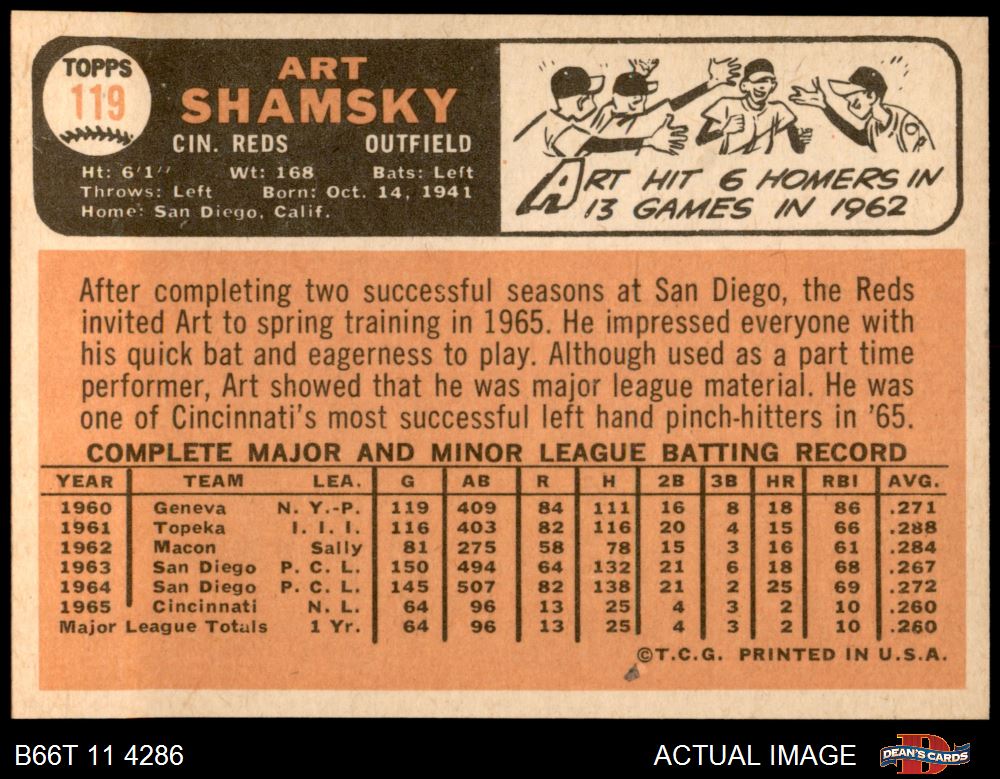 TOPPS
119
ART
SHAMSKY
CIN. REDS OUTFIELD
Ht: 6'1" Wt: 168 Bats: Left
Throws: Left Born: Oct. 14, 1941
Home: San Diego, Calif.
ART HIT 6 HOMERS IN
13 GAMES IN 1962
After completing two successful seasons at San Diego, the Reds
invited Art to spring training in 1965. He impressed everyone with
his quick bat and eagerness to play. Although used as a part time
performer, Art showed that he was major league material. He was
one of Cincinnati's most successful left hand pinch-hitters in '65.
COMPLETE MAJOR AND MINOR LEAGUE BATTING RECORD
YEAR TEAM LEA. G AB R H 2B 3B HR RBI AVG.
1960 Geneva N. Y.-P. 119 409 84 111 16 8 18 86 .271
1961 Topeka I. I. I. 116 403 82 116 20 4 15 66 .288
1962 Macon Sally 81 275 58 78 15 3 16 61 .284
1963 San Diego P. C. L. 150 494 64 132 21 6 18 68 .267
1964 San Diego P. C. L. 145 507 82 138 21 2 25 69 .272
1965 Cincinnati N. L. 64 96 13 25 4 3 2 10 .260
Major League Totals 1 Yr. 64 96 13 25 4 3 2 10 .260
©T.C.G. PRINTED IN U.S.A.
B66T 11 4286 ACTUAL IMAGE
DEAN'S CARDS